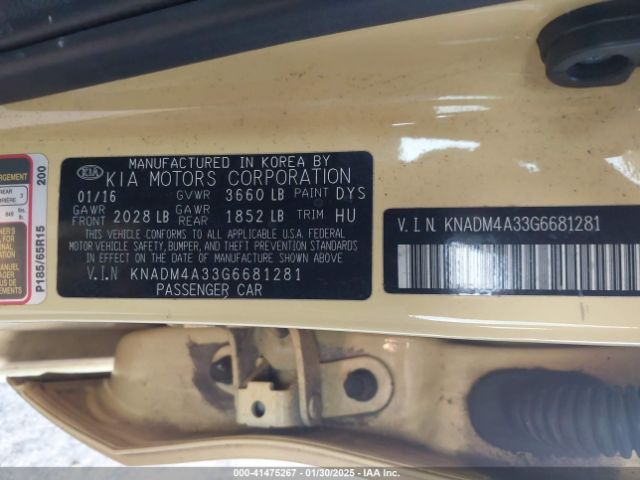 MANUFACTURED IN KOREA BY
KIA KIA MOTORS CORPORATION
01/16 GVWR 3660 LB PAINT DYS
GAWR FRONT 2028 LB GAWR REAR 1852 LB TRIM HU
THIS VEHICLE CONFORMS TO ALL APPLICABLE U.S. FEDERAL
MOTOR VEHICLE SAFETY, BUMPER, AND THEFT PREVENTION STANDARDS
IN EFFECT ON THE DATE OF MANUFACTURE SHOWN ABOVE
V.I.N KNADM4A33G6681281
PASSENGER CAR
V.I.N. KNADM4A33G6681281
P185/65R15 200
00-41475267 - 01/30/2025 - IAA Inc.